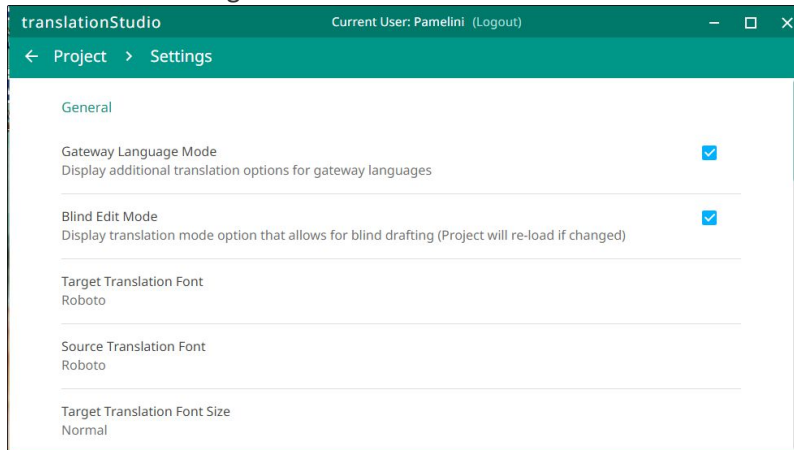 translationStudio Current User: Pamelini (Logout)
Project > Settings
General
Gateway Language Mode
Display additional translation options for gateway languages
Blind Edit Mode
Display translation mode option that allows for blind drafting (Project will re-load if changed)
Target Translation Font
Roboto
Source Translation Font
Roboto
Target Translation Font Size
Normal